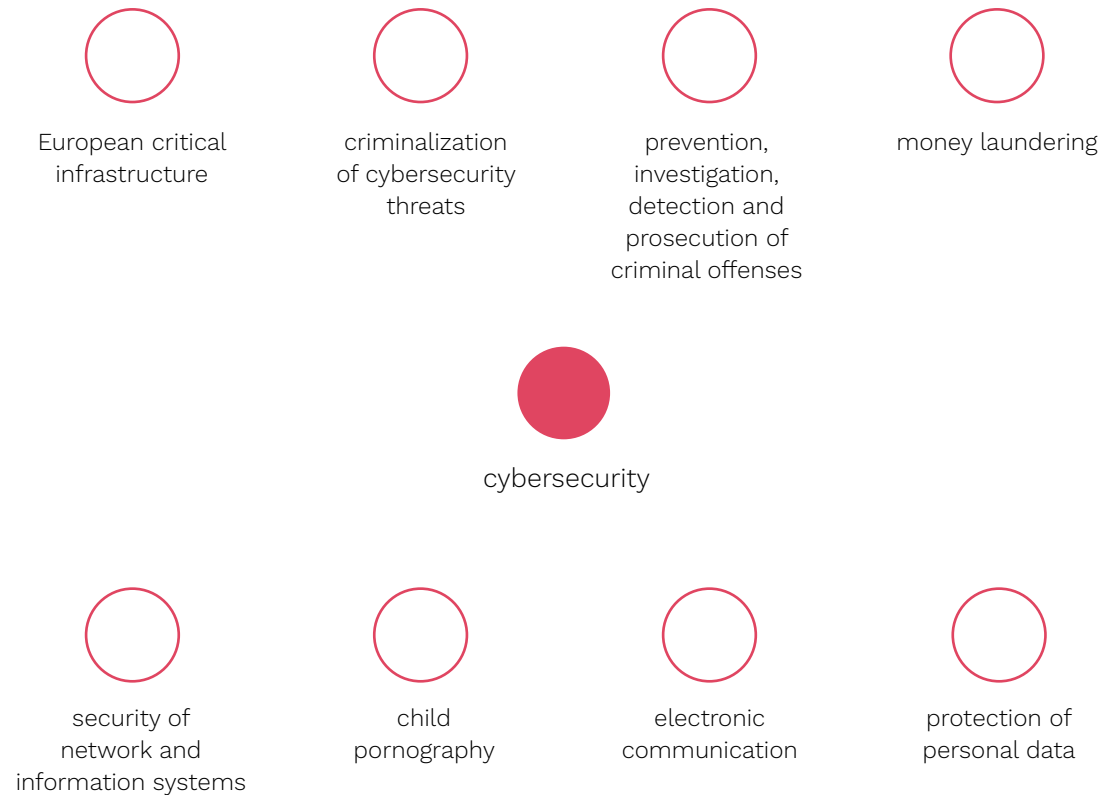 European critical
infrastructure
criminalization
of cybersecurity
threats
prevention,
investigation,
detection and
prosecution of
criminal offenses
money laundering
cybersecurity
security of
network and
information systems
child
pornography
electronic
communication
protection of
personal data